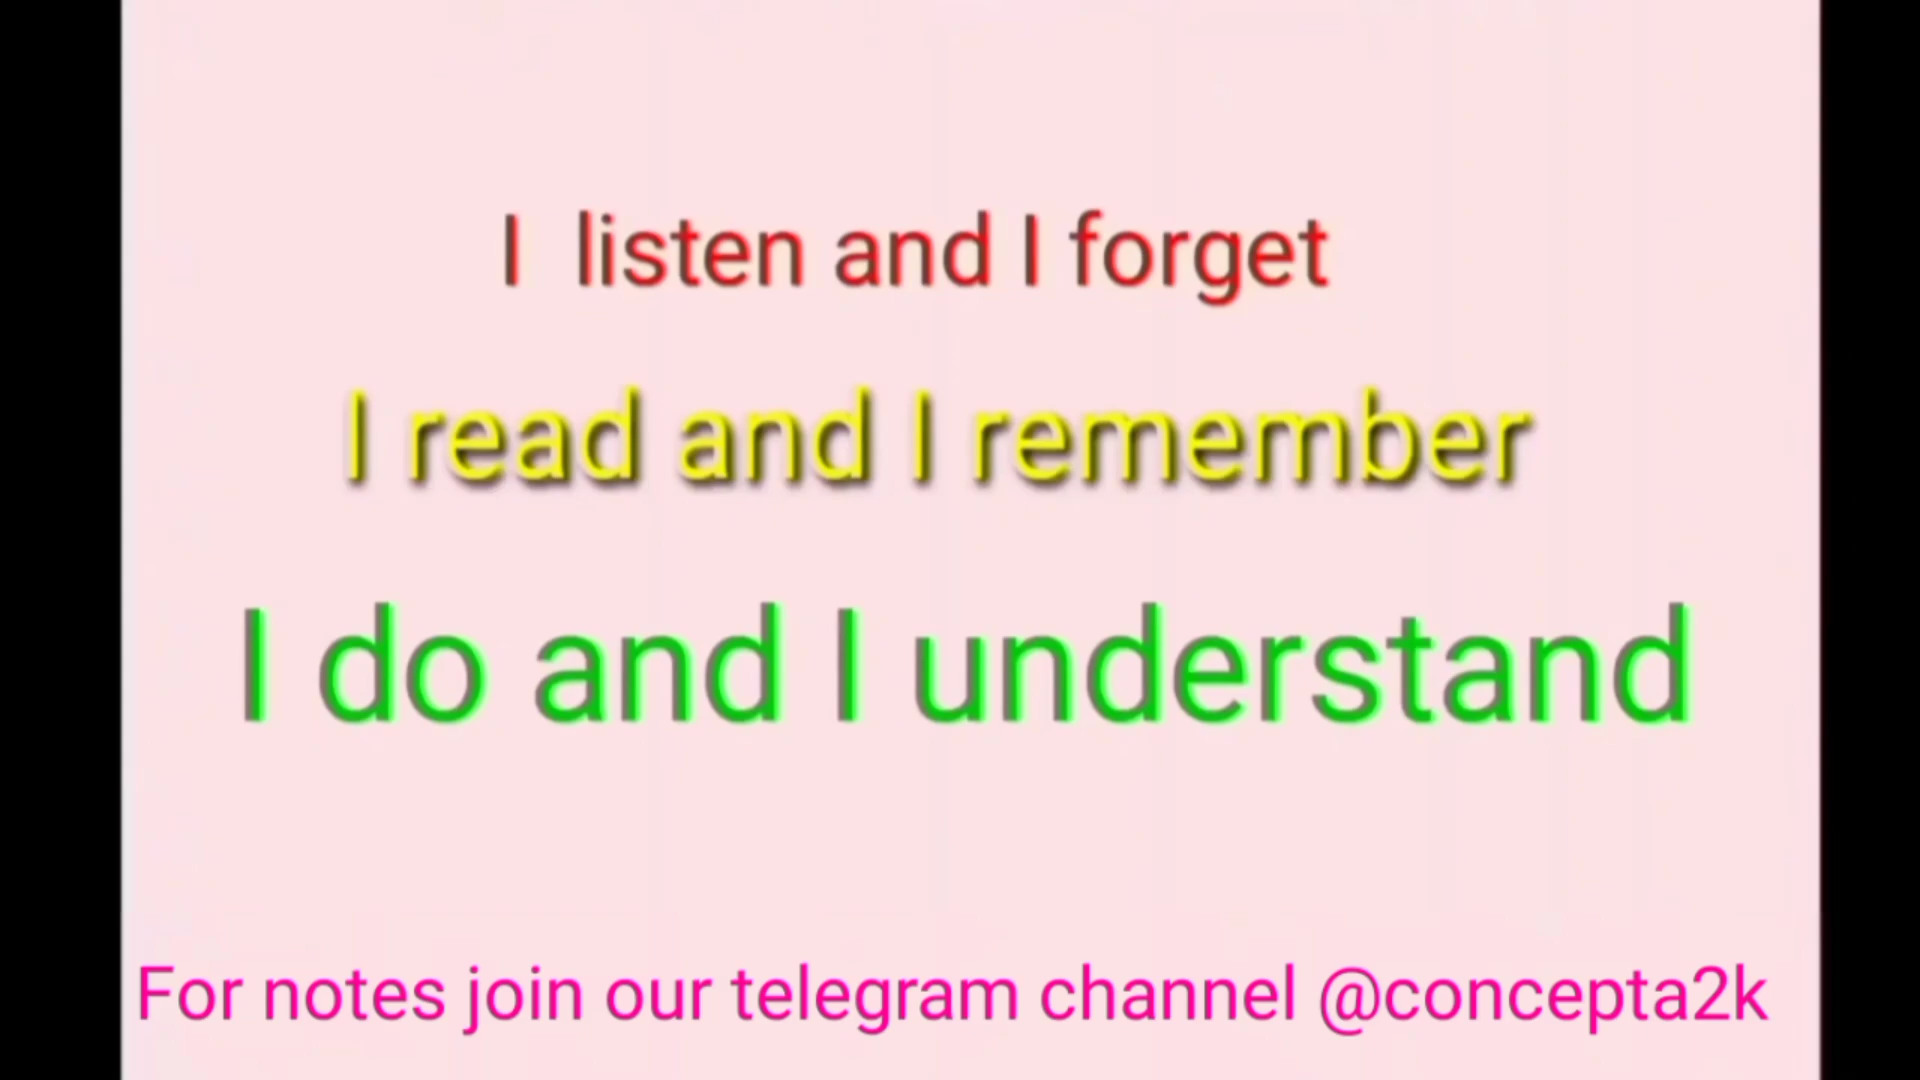 I listen and I forget
I read and I remember
I do and I understand
For notes join our telegram channel @concepta2k